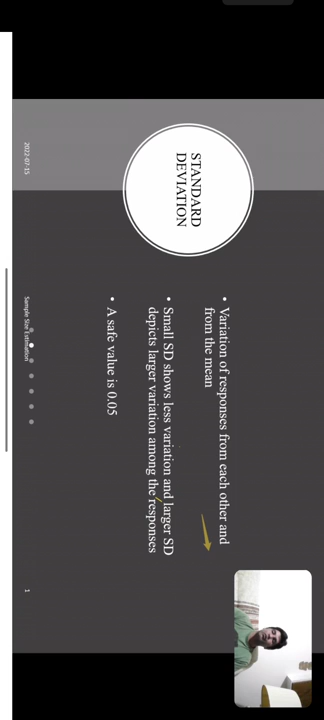 STANDARD
DEVIATION
• Variation of responses from each other and
from the mean
• Small SD shows less variation and larger SD
depicts larger variation among the responses
• A safe value is 0.05
2022-07-15
Sample Size Estimation
1